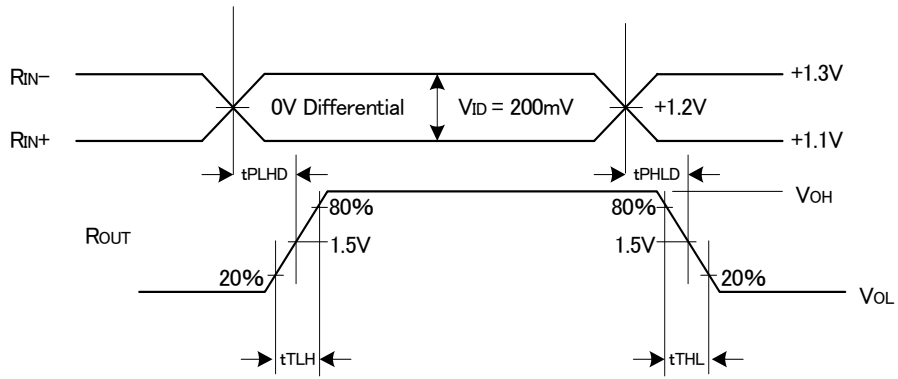 RIN− +1.3V
0V Differential VID = 200mV +1.2V
RIN+ +1.1V
tPLHD tPHLD
80% 80% VOH
ROUT 1.5V 1.5V
20% 20%
VOL
tTLH tTHL